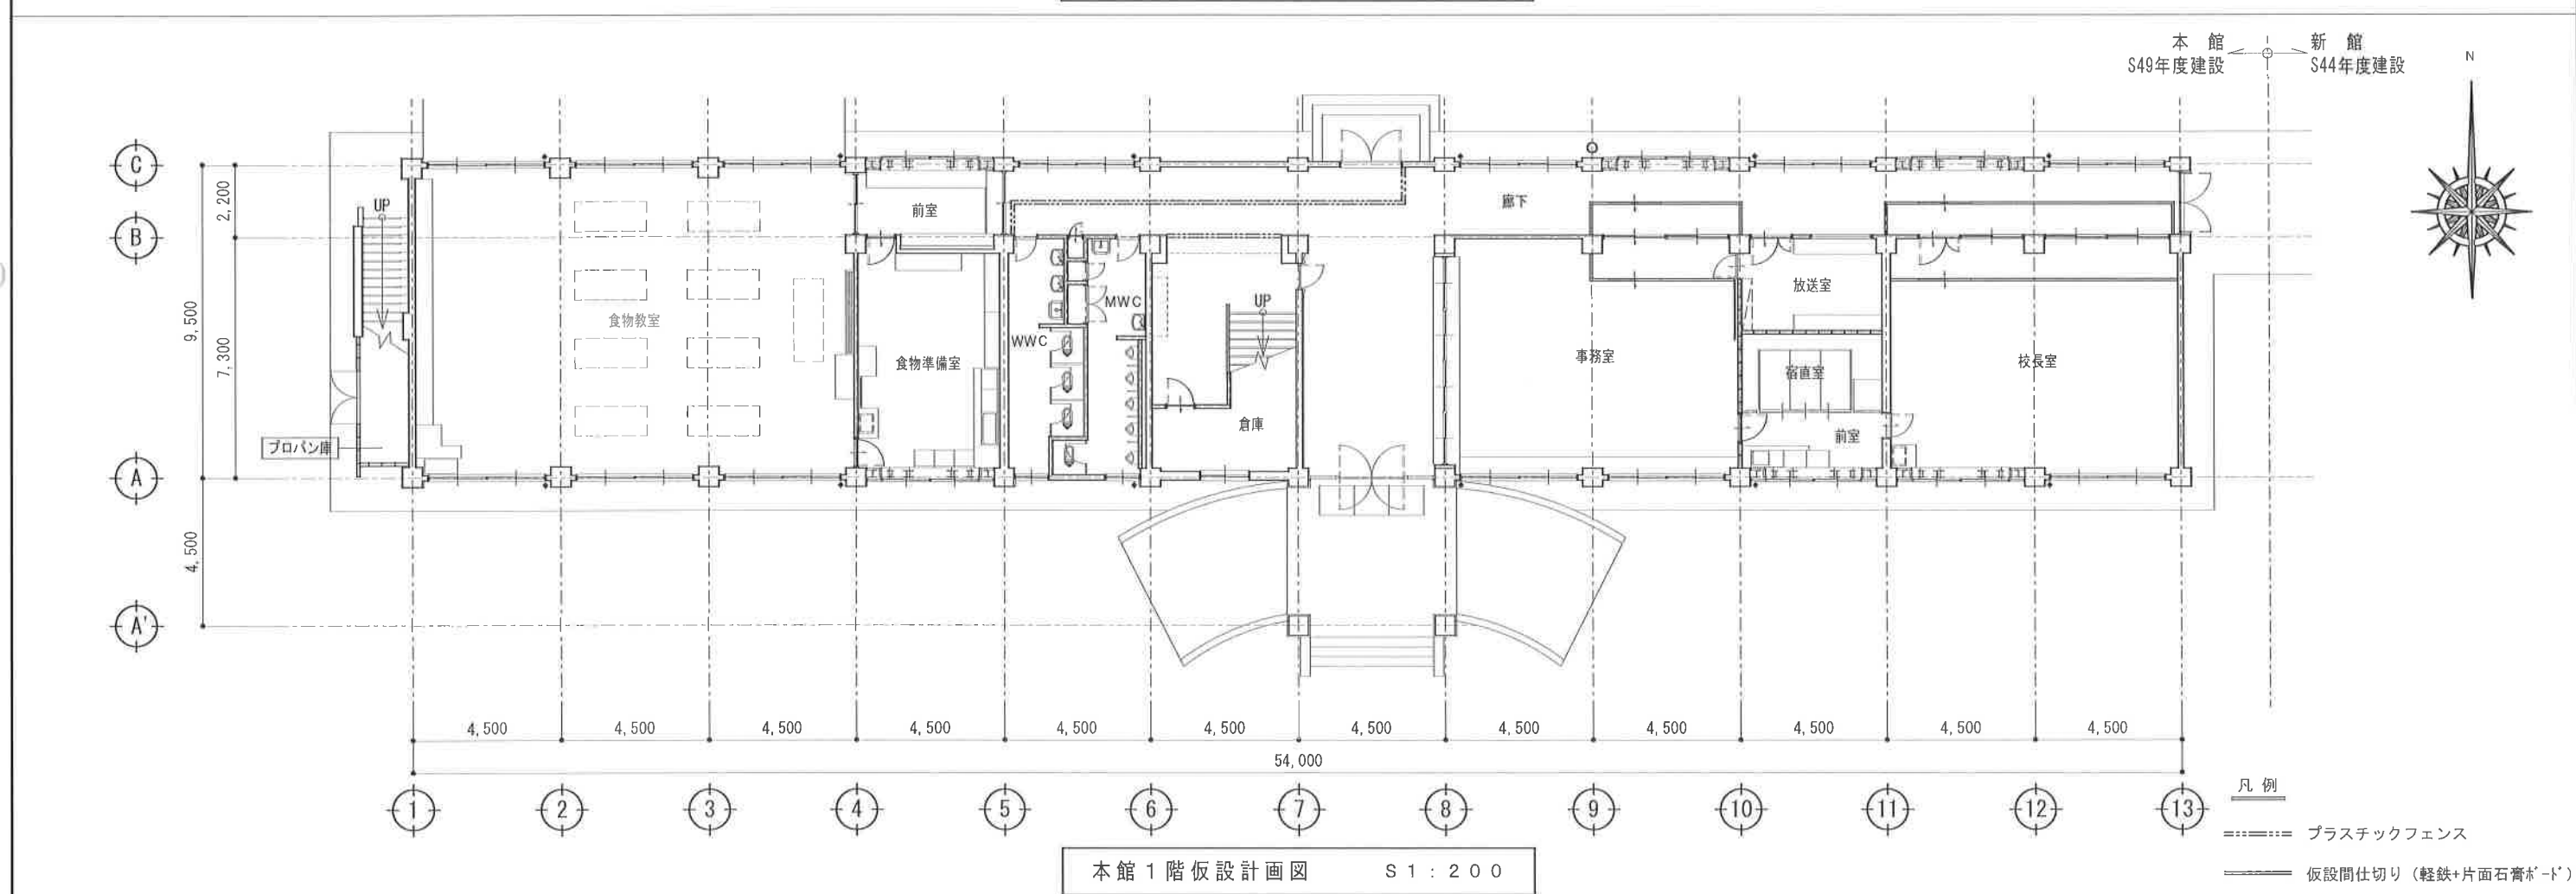 本館 新館
S49年度建設 S44年度建設
N
C
B
A
A'
2,200
7,300
9,500
4,500
UP
プロパン庫
食物教室
前室
食物準備室
WWC
MWC
UP
倉庫
廊下
事務室
放送室
宿直室
前室
校長室
4,500 4,500 4,500 4,500 4,500 4,500 4,500 4,500 4,500 4,500 4,500 4,500
54,000
1 2 3 4 5 6 7 8 9 10 11 12 13
凡例
プラスチックフェンス
仮設間仕切り（軽鉄+片面石膏ﾎﾞｰﾄﾞ）
本館１階仮設計画図 Ｓ１：２００